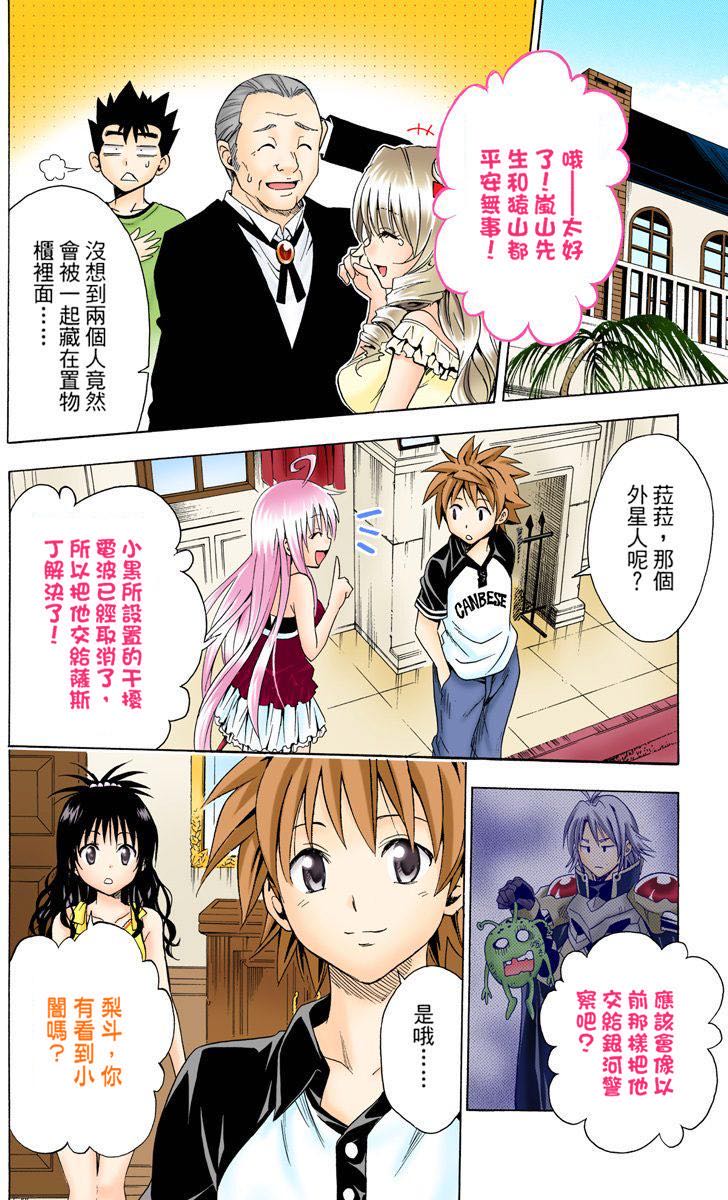 哦——太好
了！嵐山先
生和猿山都
平安無事！
沒想到兩個人竟然
會被一起藏在置物
櫃裡面……
菈菈，那個
外星人呢？
CANBESE
小黑所設置的干擾
電波已經取消了，
所以把他交給薩斯
丁解決了！
應該會像以
前那樣把他
交給銀河警
察吧？
是哦……
梨斗，你
有看到小
闇嗎？